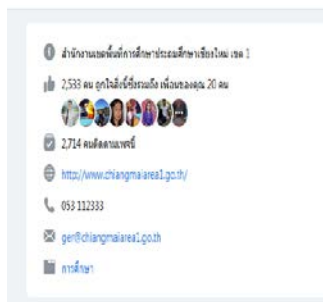 สำนักงานเขตพื้นที่การศึกษาประถมศึกษาเชียงใหม่ เขต 1
2,533 คน ถูกใจสิ่งนี้ซึ่งรวมถึง เพื่อนของคุณ 20 คน
2,714 คนติดตามเพจนี้
http://www.chiangmaiarea1.go.th/
053 112333
ger@chiangmaiarea1.go.th
การศึกษา